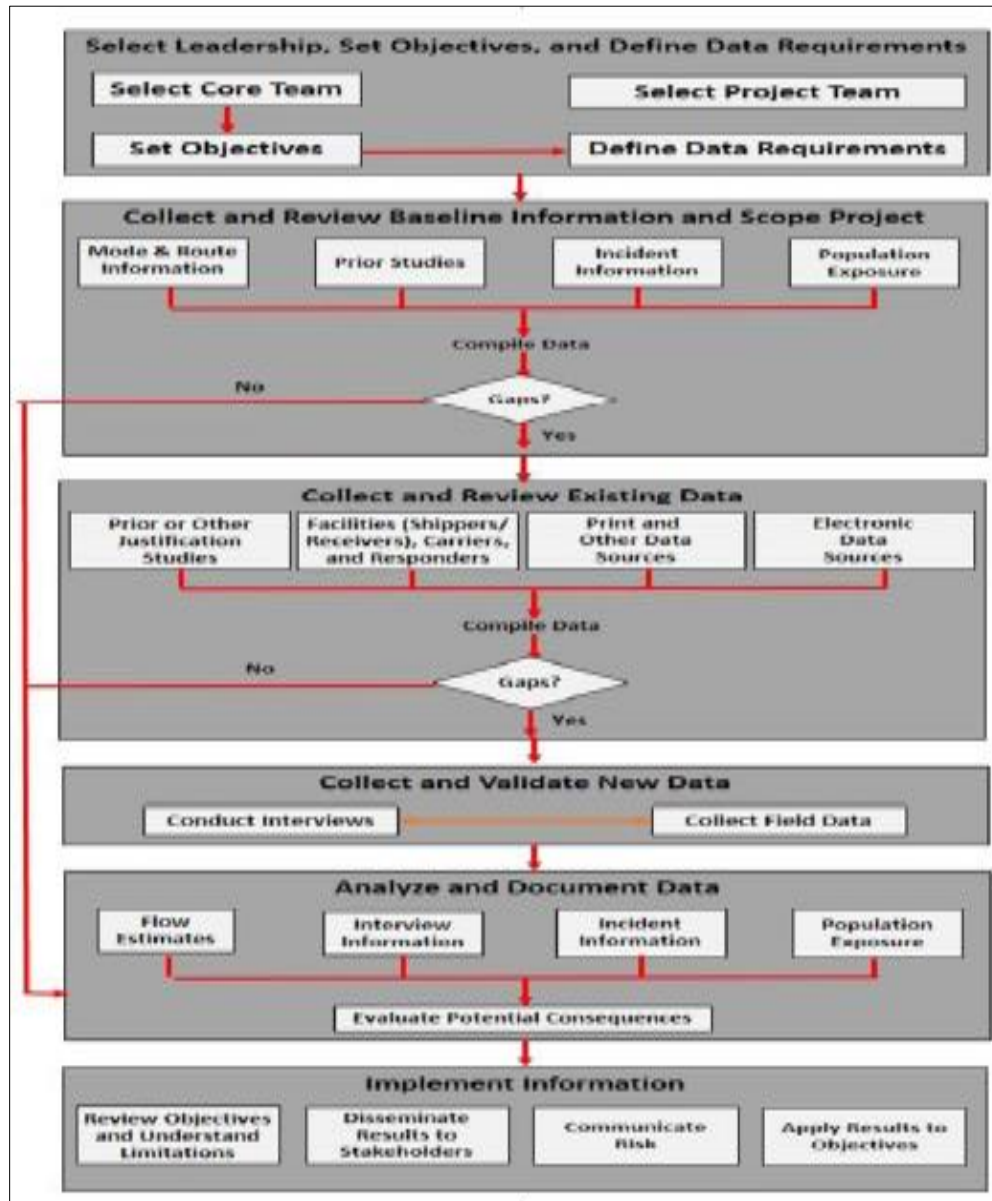 Select Leadership, Set Objectives, and Define Data Requirements
Select Core Team
Select Project Team
Set Objectives
Define Data Requirements
Collect and Review Baseline Information and Scope Project
Mode & Route
Information
Prior Studies
Incident
Information
Population
Exposure
Compile Data
No
Gaps?
Yes
Collect and Review Existing Data
Prior or Other
Justification
Studies
Facilities (Shippers/
Receivers), Carriers,
and Responders
Print and
Other Data
Sources
Electronic
Data
Sources
Compile Data
No
Gaps?
Yes
Collect and Validate New Data
Conduct Interviews
Collect Field Data
Analyze and Document Data
Flow
Estimates
Interview
Information
Incident
Information
Population
Exposure
Evaluate Potential Consequences
Implement Information
Review Objectives
and Understand
Limitations
Disseminate
Results to
Stakeholders
Communicate
Risk
Apply Results to
Objectives